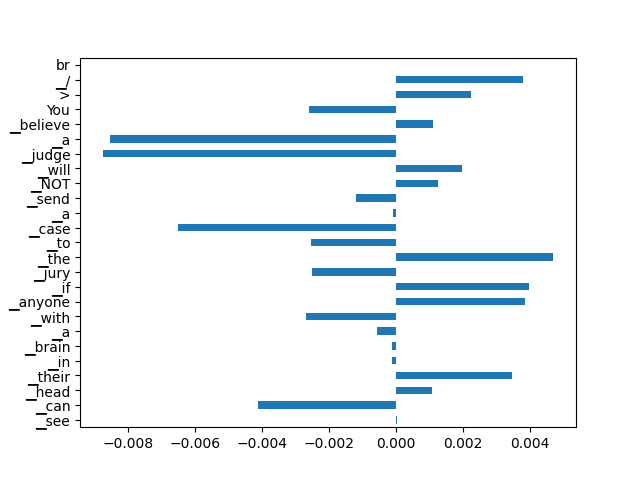 br
▁/
>
You
▁believe
▁a
▁judge
▁will
▁NOT
▁send
▁a
▁case
▁to
▁the
▁jury
▁if
▁anyone
▁with
▁a
▁brain
▁in
▁their
▁head
▁can
▁see
−0.008 −0.006 −0.004 −0.002 0.000 0.002 0.004